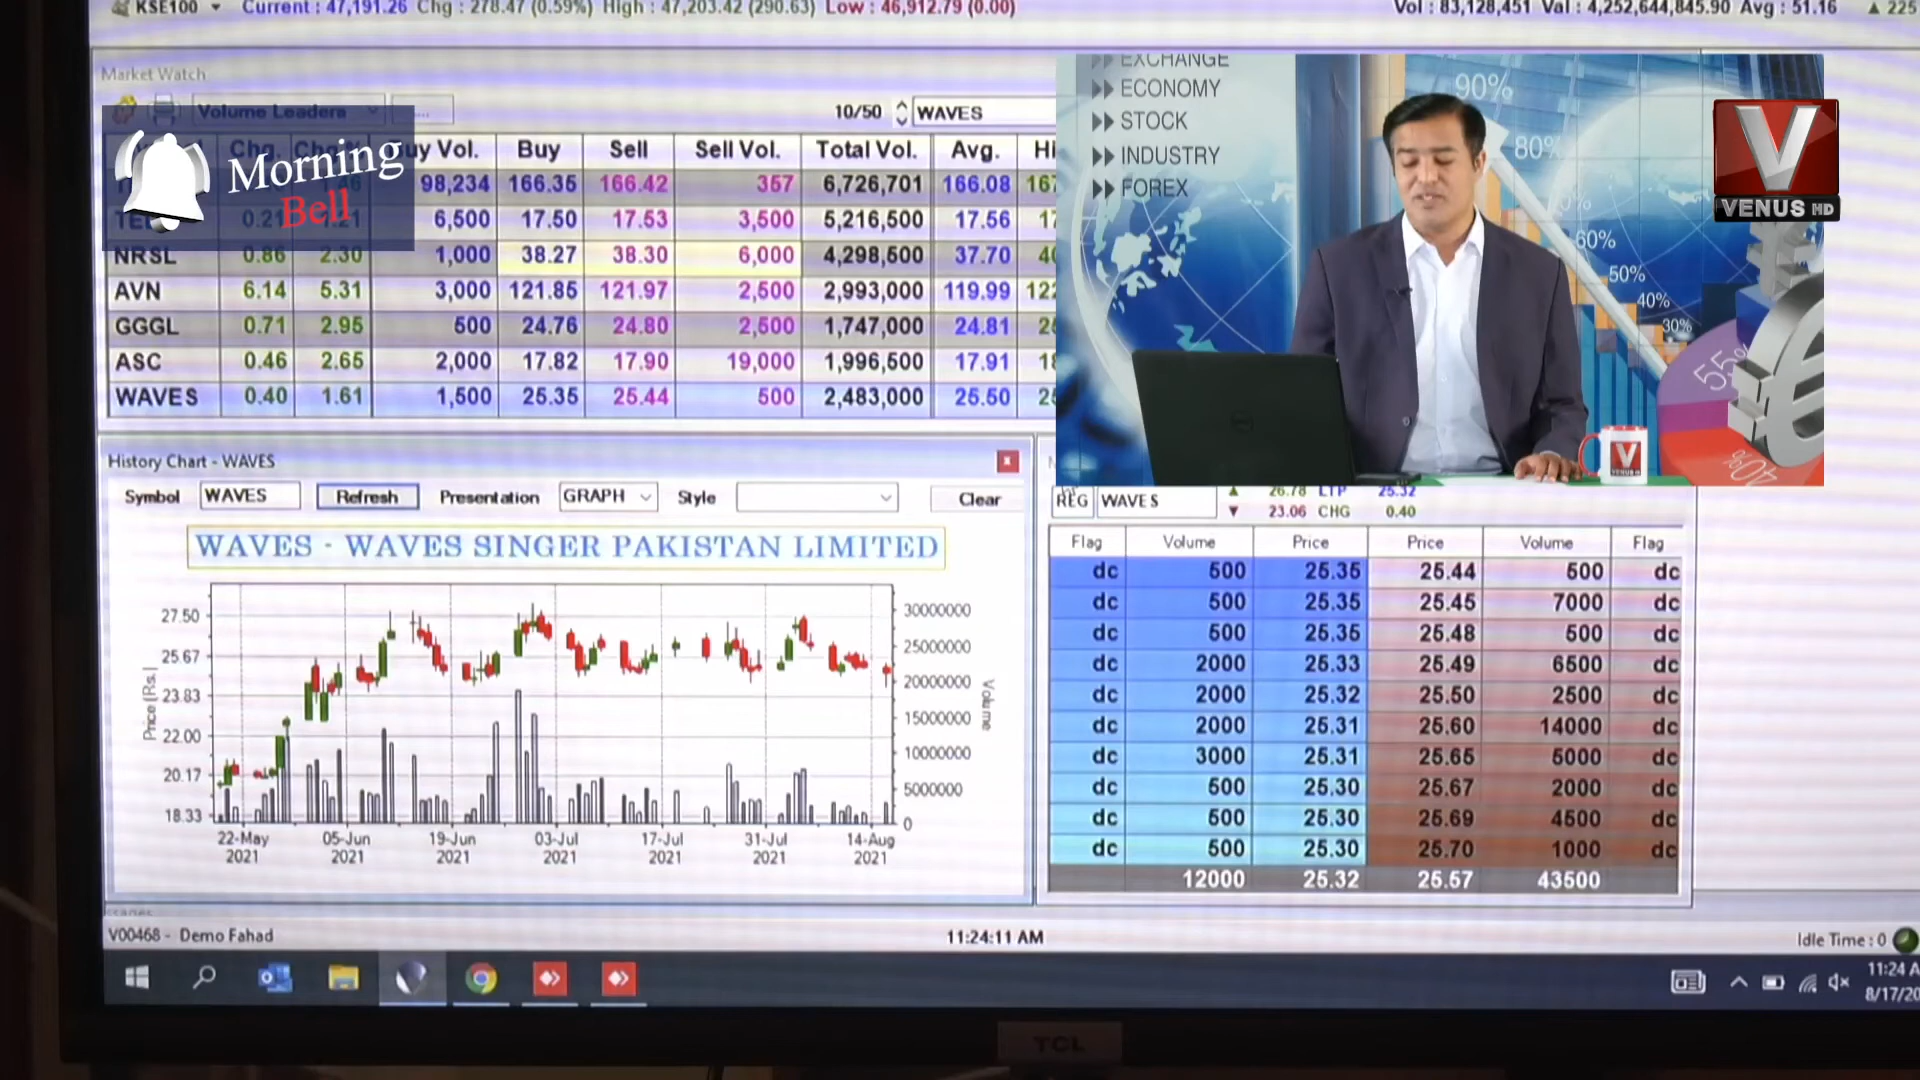 KSE100 Current : 47,191.26 Chg : 278.47 (0.59%) High : 47,203.42 (290.63) Low : 46,912.79 (0.00) Vol : 83,128,451 Val : 4,252,644,845.90 Avg : 51.16 225
Market Watch
Volume Leaders 10/50 WAVES
Morning
Bell
Buy Sell Sell Vol. Total Vol. Avg.
98,234 166.35 166.42 357 6,726,701 166.08
6,500 17.50 17.53 3,500 5,216,500 17.56
NRSL 0.86 2.30 1,000 38.27 38.30 6,000 4,298,500 37.70
AVN 6.14 5.31 3,000 121.85 121.97 2,500 2,993,000 119.99
GGGL 0.71 2.95 500 24.76 24.80 2,500 1,747,000 24.81
ASC 0.46 2.65 2,000 17.82 17.90 19,000 1,996,500 17.91
WAVES 0.40 1.61 1,500 25.35 25.44 500 2,483,000 25.50
EXCHANGE
ECONOMY
STOCK
INDUSTRY
FOREX
90%
80%
60%
50%
40%
30%
55%
40%
V
VENUS HD
V
VENUS
History Chart - WAVES
Symbol WAVES Refresh Presentation GRAPH Style Clear
WAVES - WAVES SINGER PAKISTAN LIMITED
Price (Rs.)
27.50
25.67
23.83
22.00
20.17
18.33
30000000
25000000
20000000
15000000
10000000
5000000
0
Volume
22-May 05-Jun 19-Jun 03-Jul 17-Jul 31-Jul 14-Aug
2021 2021 2021 2021 2021 2021 2021
REG WAVES 26.78 LTP 25.32
23.06 CHG 0.40
Flag Volume Price Price Volume Flag
dc 500 25.35 25.44 500 dc
dc 500 25.35 25.45 7000 dc
dc 500 25.35 25.48 500 dc
dc 2000 25.33 25.49 6500 dc
dc 2000 25.32 25.50 2500 dc
dc 2000 25.31 25.60 14000 dc
dc 3000 25.31 25.65 5000 dc
dc 500 25.30 25.67 2000 dc
dc 500 25.30 25.69 4500 dc
dc 500 25.30 25.70 1000 dc
12000 25.32 25.57 43500
V00468 - Demo Fahad 11:24:11 AM Idle Time : 0
11:24 A
8/17/20
TCL